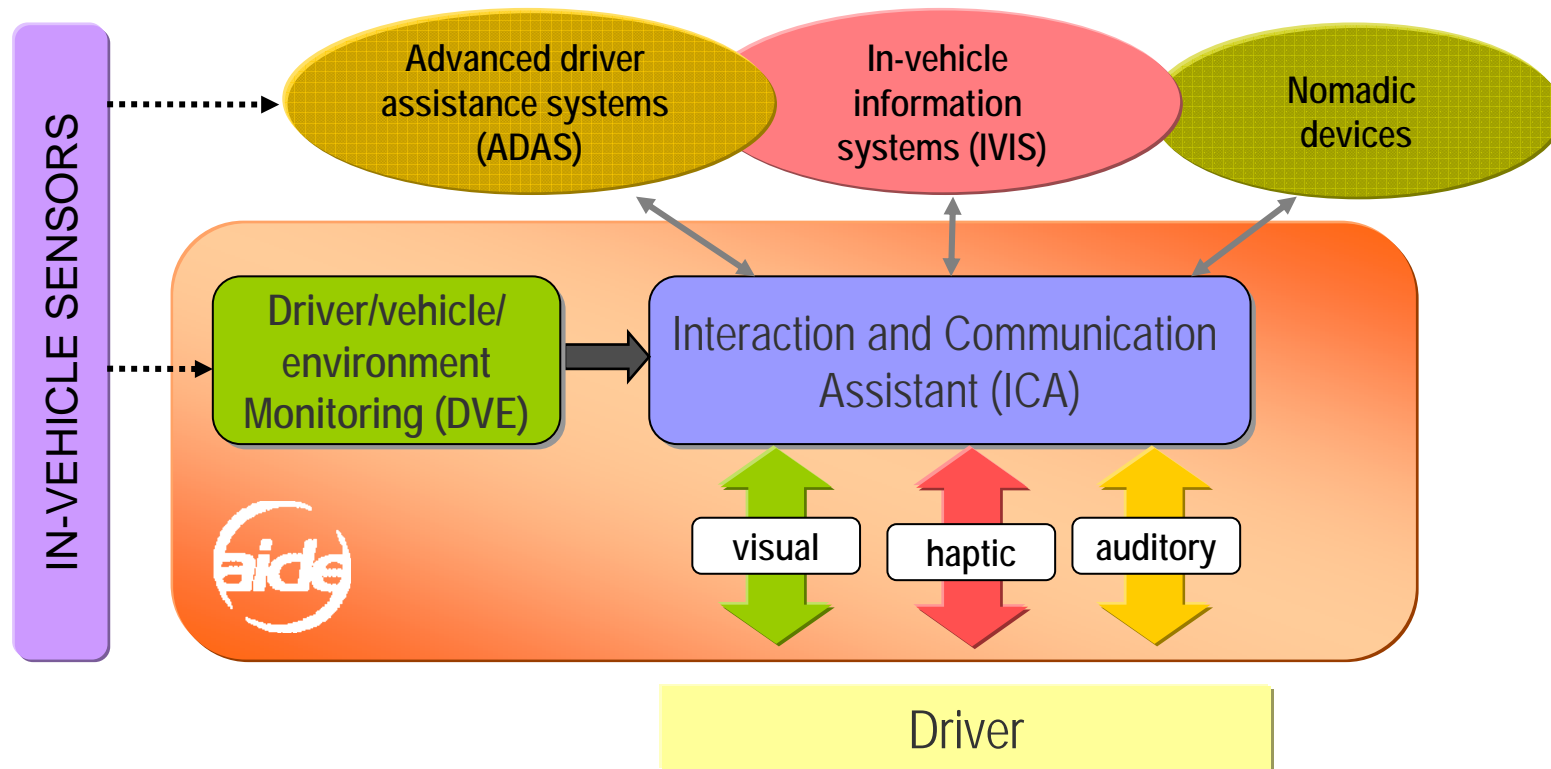 IN-VEHICLE SENSORS
Advanced driver
assistance systems
(ADAS)
In-vehicle
information
systems (IVIS)
Nomadic
devices
Driver/vehicle/
environment
Monitoring (DVE)
Interaction and Communication
Assistant (ICA)
visual
haptic
auditory
aide
Driver